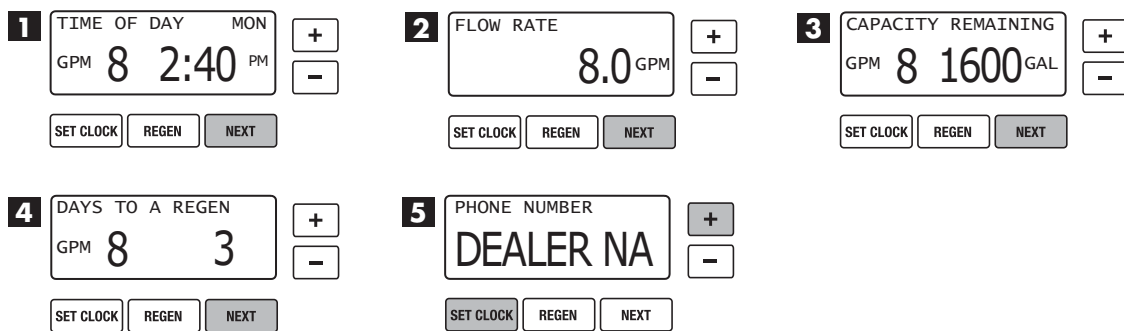 1
TIME OF DAY MON
GPM 8 2:40 PM
+
−
SET CLOCK REGEN NEXT
2
FLOW RATE
8.0 GPM
+
−
SET CLOCK REGEN NEXT
3
CAPACITY REMAINING
GPM 8 1600 GAL
+
−
SET CLOCK REGEN NEXT
4
DAYS TO A REGEN
GPM 8 3
+
−
SET CLOCK REGEN NEXT
5
PHONE NUMBER
DEALER NA
+
−
SET CLOCK REGEN NEXT